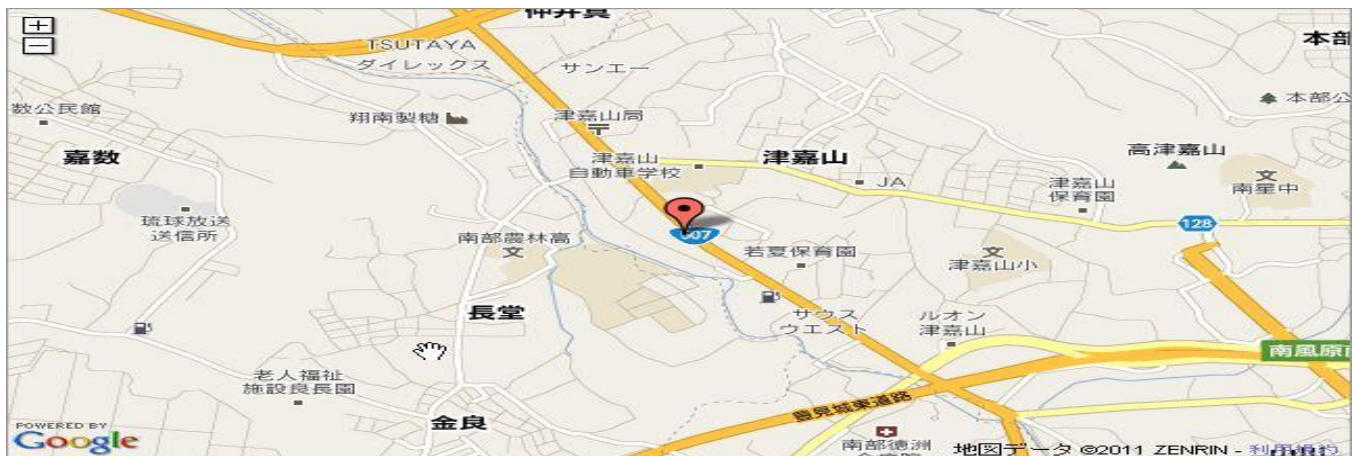 仲井真
本部
TSUTAYA
ダイレックス
サンエー
数公民館
本部公
翔南製糖
津嘉山局
嘉数
津嘉山
自動車学校
津嘉山
高津嘉山
JA
津嘉山
保育園
南星中
琉球放送
送信所
128
南部農林高
507
若夏保育園
津嘉山小
長堂
サウス
ウエスト
ルオン
津嘉山
南風原南
老人福祉
施設良長園
金良
豊見城東道路
POWERED BY
Google
南部徳洲
地図データ ©2011 ZENRIN - 利用規約